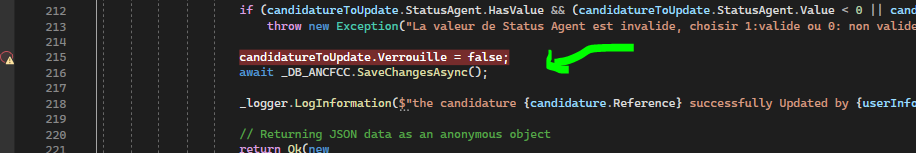 212 if (candidatureToUpdate.StatusAgent.HasValue && (candidatureToUpdate.StatusAgent.Value < 0 || cand
213 throw new Exception("La valeur de Status Agent est invalide, choisir 1:valide ou 0: non valide
214
215 candidatureToUpdate.Verrouille = false;
216 await _DB_ANCFCC.SaveChangesAsync();
217
218 _logger.LogInformation($"the candidature {candidature.Reference} successfully Updated by {userInfo
219
220 // Returning JSON data as an anonymous object
221 return Ok(new